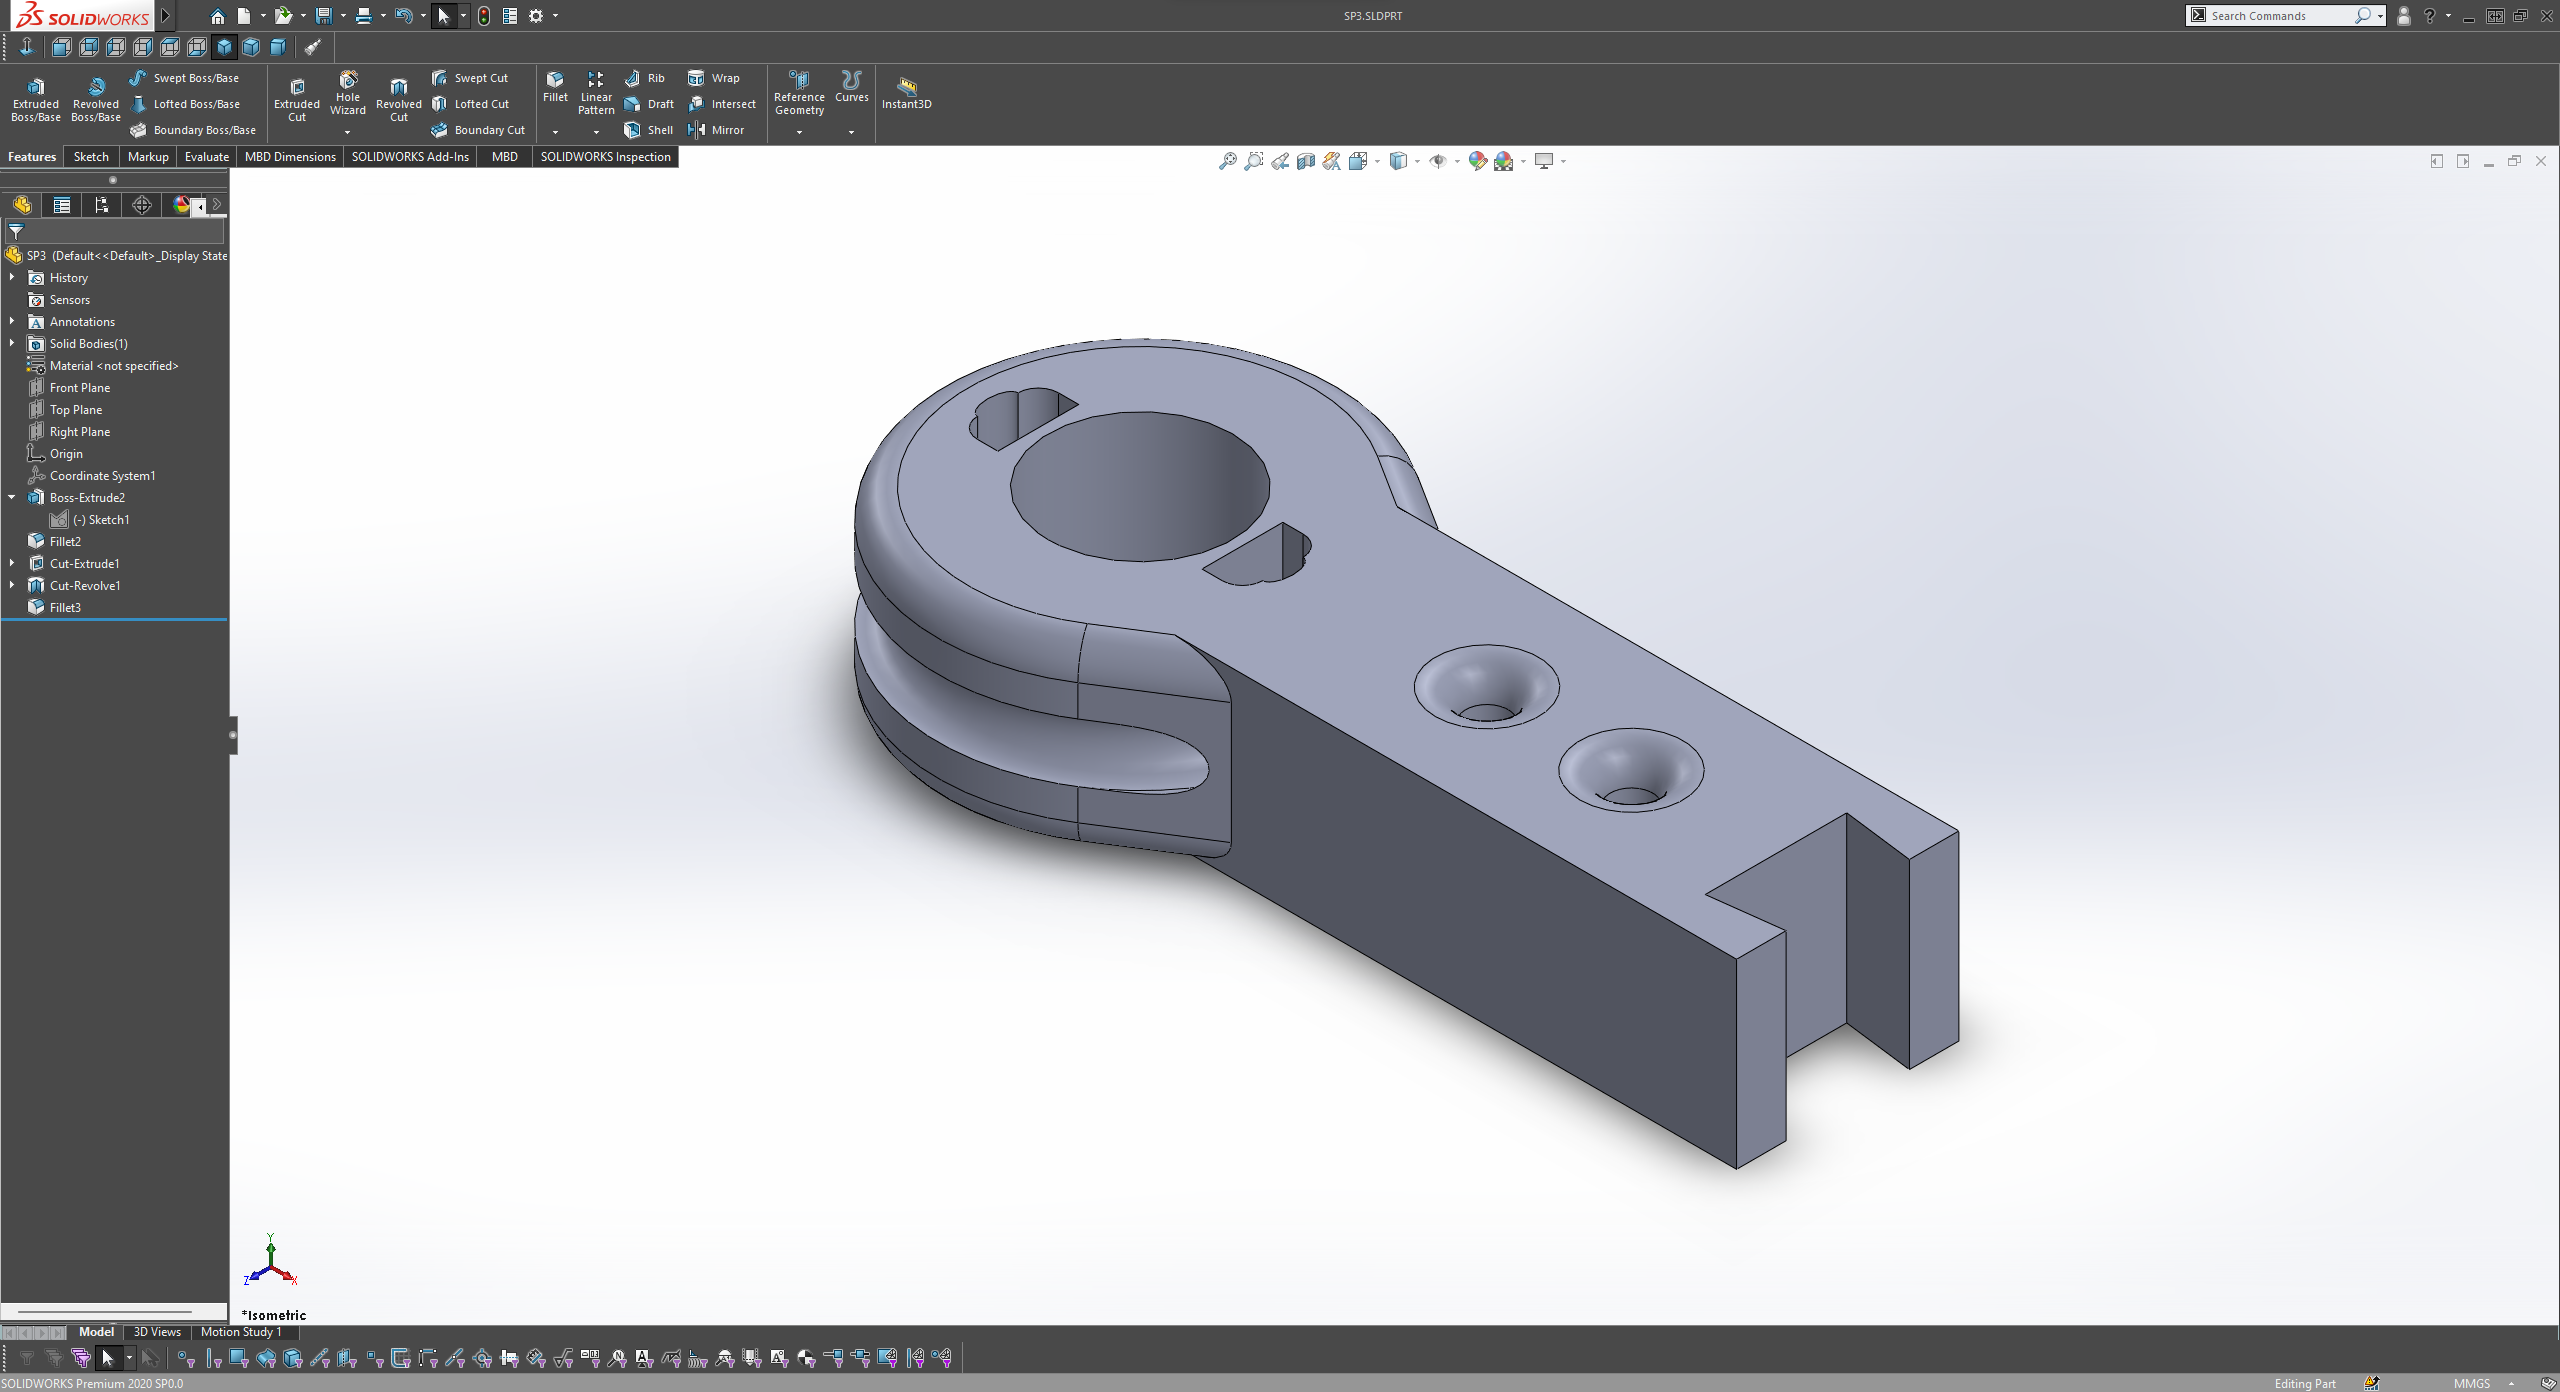 SOLIDWORKS
SP3.SLDPRT
Search Commands
Extruded Boss/Base
Revolved Boss/Base
Swept Boss/Base
Lofted Boss/Base
Boundary Boss/Base
Extruded Cut
Hole Wizard
Revolved Cut
Swept Cut
Lofted Cut
Boundary Cut
Fillet
Linear Pattern
Rib
Draft
Shell
Wrap
Intersect
Mirror
Reference Geometry
Curves
Instant3D
Features
Sketch
Markup
Evaluate
MBD Dimensions
SOLIDWORKS Add-Ins
MBD
SOLIDWORKS Inspection
SP3 (Default<<Default>_Display State
History
Sensors
Annotations
Solid Bodies(1)
Material <not specified>
Front Plane
Top Plane
Right Plane
Origin
Coordinate System1
Boss-Extrude2
(-) Sketch1
Fillet2
Cut-Extrude1
Cut-Revolve1
Fillet3
Y
Z
X
*Isometric
Model
3D Views
Motion Study 1
SOLIDWORKS Premium 2020 SP0.0
Editing Part
MMGS